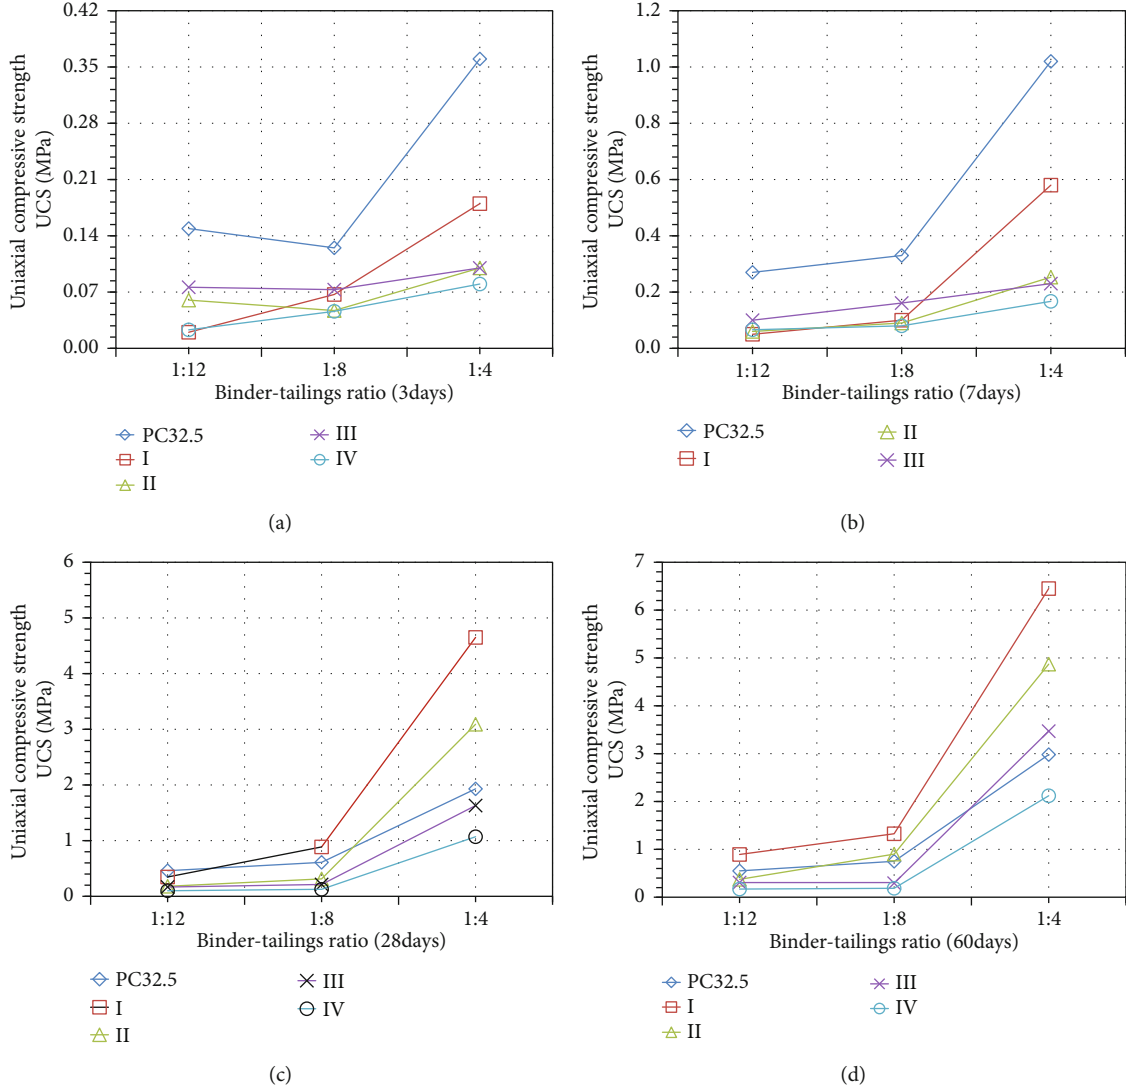 0.42
0.35
0.28
0.21
0.14
0.07
0.00
Uniaxial compressive strength
UCS (MPa)
1:12
1:8
1:4
Binder-tailings ratio (3days)
PC32.5
I
II
III
IV
(a)
1.2
1.0
0.8
0.6
0.4
0.2
0.0
Uniaxial compressive strength
UCS (MPa)
1:12
1:8
1:4
Binder-tailings ratio (7days)
PC32.5
I
II
III
(b)
6
5
4
3
2
1
0
Uniaxial compressive strength
UCS (MPa)
1:12
1:8
1:4
Binder-tailings ratio (28days)
PC32.5
I
II
III
IV
(c)
7
6
5
4
3
2
1
0
Uniaxial compressive strength
UCS (MPa)
1:12
1:8
1:4
Binder-tailings ratio (60days)
PC32.5
I
II
III
IV
(d)